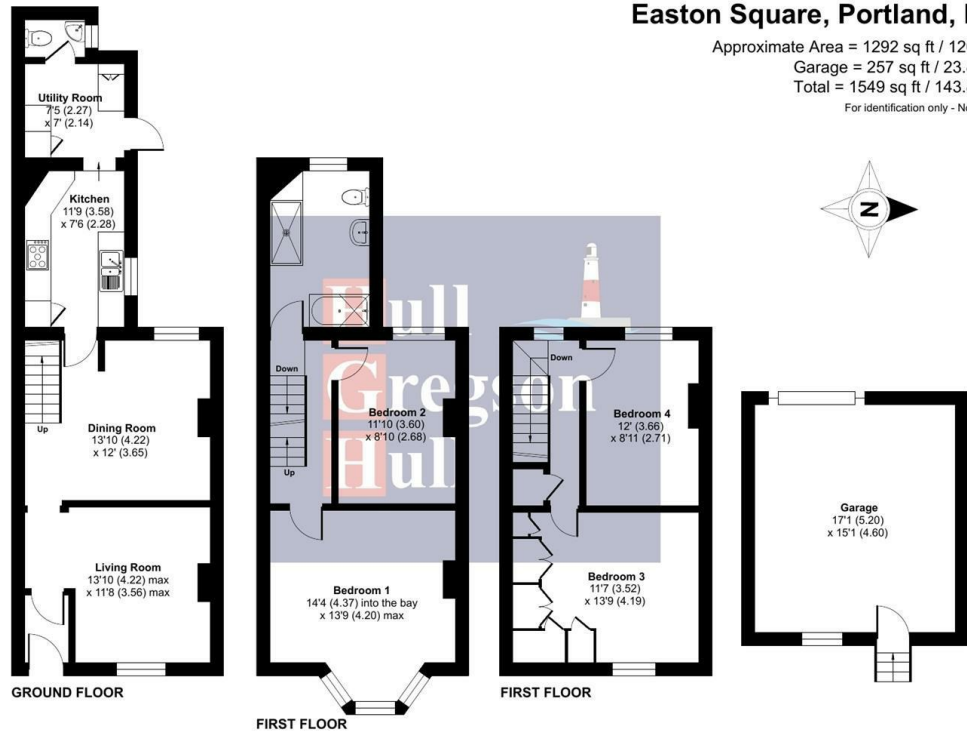 Easton Square, Portland,
Approximate Area = 1292 sq ft /
Garage = 257 sq ft / 23.
Total = 1549 sq ft / 143.
For identification only -
N
Utility Room
7'5 (2.27)
x 7' (2.14)
Kitchen
11'9 (3.58)
x 7'6 (2.28)
Up
Dining Room
13'10 (4.22)
x 12' (3.65)
Living Room
13'10 (4.22) max
x 11'8 (3.56) max
GROUND FLOOR
Hull
Gregson
Hull
Down
Up
Bedroom 2
11'10 (3.60)
x 8'10 (2.68)
Bedroom 1
14'4 (4.37) into the bay
x 13'9 (4.20) max
FIRST FLOOR
Down
Bedroom 4
12' (3.66)
x 8'11 (2.71)
Bedroom 3
11'7 (3.52)
x 13'9 (4.19)
FIRST FLOOR
Garage
17'1 (5.20)
x 15'1 (4.60)